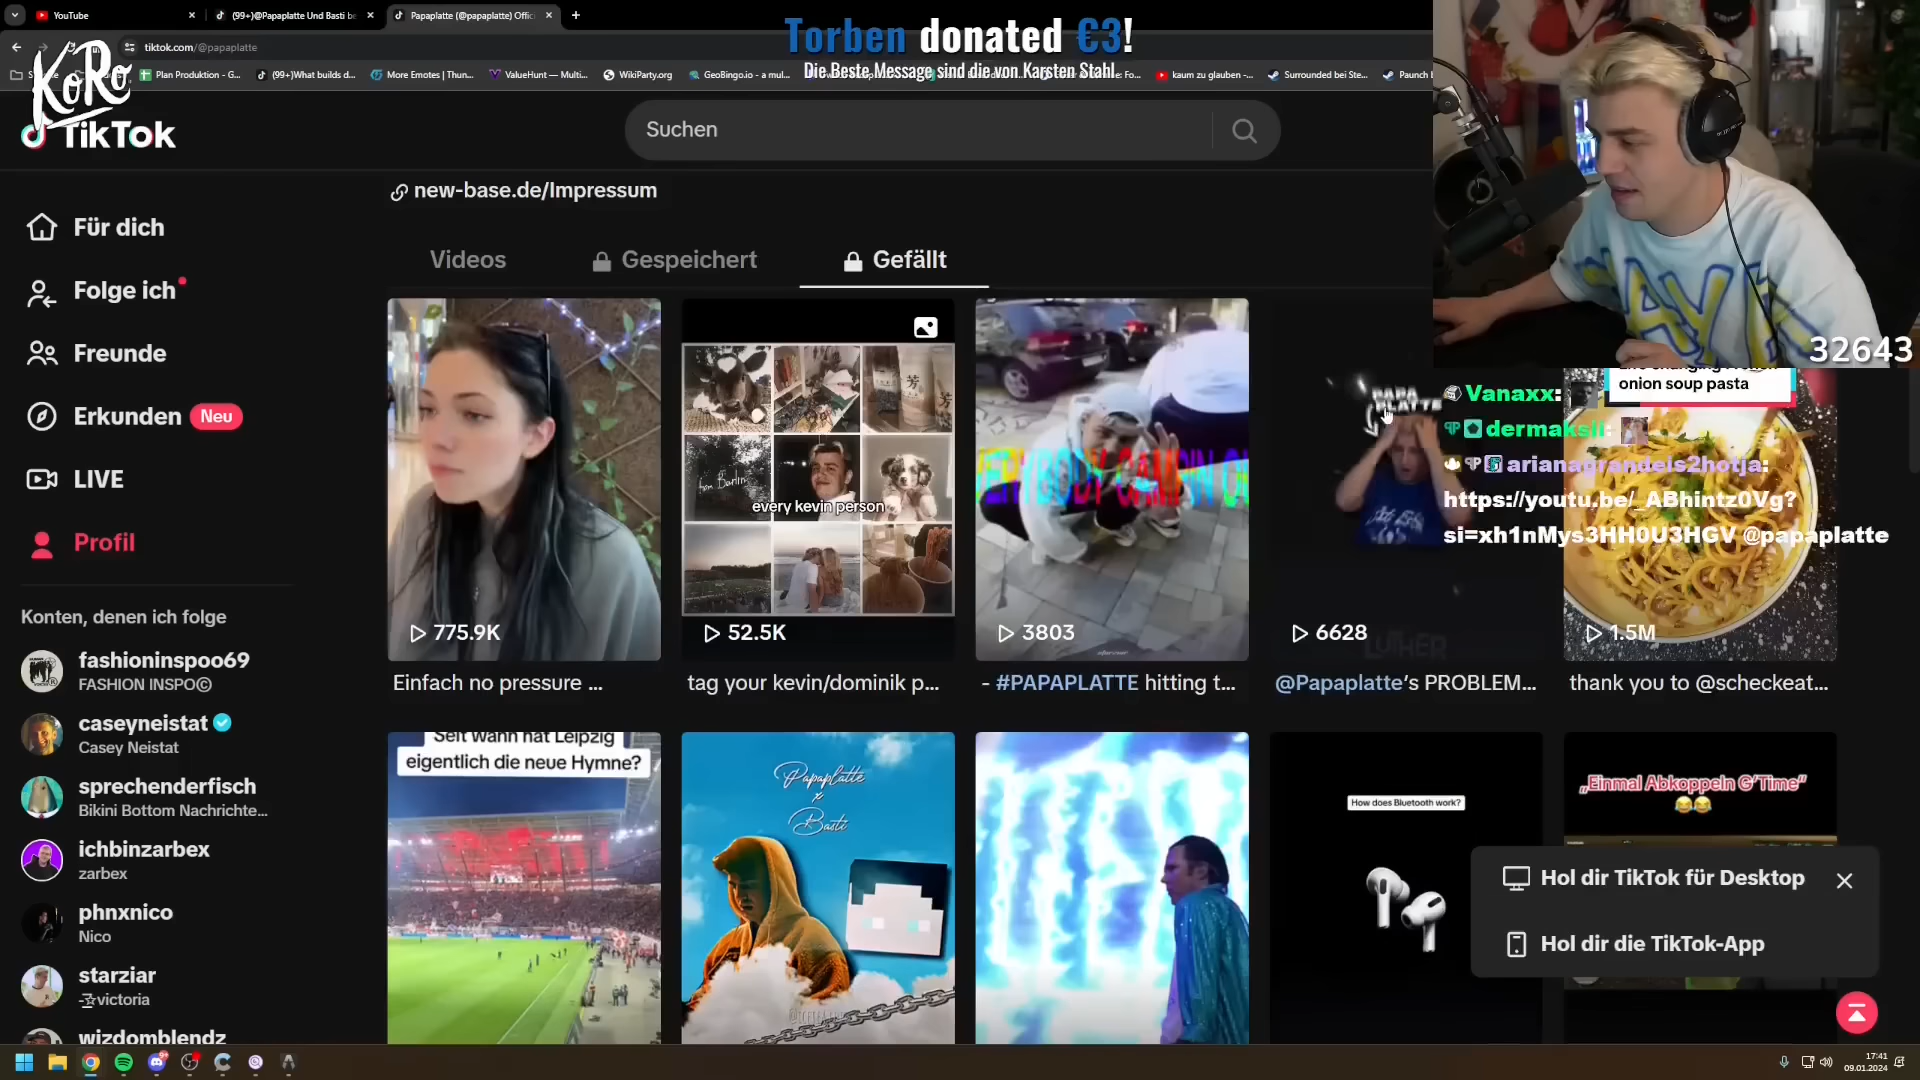 YouTube
(99+)@Papaplatte Und Basti be
Papaplatte (@papaplatte) Offic
tiktok.com/@papaplatte
Plan Produktion - G...
(99+)What builds d...
More Emotes | Thun...
ValueHunt — Multi...
WikiParty.org
GeoBingo.io - a mul...
kaum zu glauben -...
Surrounded bei Ste...
Paunch
Torben donated €3!
Die Beste Message sind die von Karsten Stahl
KoRo
TikTok
Suchen
new-base.de/Impressum
Für dich
Folge ich
Freunde
Erkunden Neu
LIVE
Profil
Konten, denen ich folge
fashioninspoo69
FASHION INSPO©
caseyneistat
Casey Neistat
sprechenderfisch
Bikini Bottom Nachrichte...
ichbinzarbex
zarbex
phnxnico
Nico
starziar
victoria
wizdomblendz
Videos
Gespeichert
Gefällt
every kevin person
PAPA
PLATTE
onion soup pasta
775.9K
52.5K
3803
6628
1.5M
Einfach no pressure ...
tag your kevin/dominik p...
- #PAPAPLATTE hitting t...
@Papaplatte's PROBLEM...
thank you to @scheckeat...
Seit wann hat Leipzig
eigentlich die neue Hymne?
Papaplatte
x
Basti
How does Bluetooth work?
„Einmal Abkoppeln G'Time"
32643
Vanaxx:
dermaksii:
arianagrandeis2hotja:
https://youtu.be/_ABhintz0Vg?
si=xh1nMys3HH0U3HGV @papaplatte
Hol dir TikTok für Desktop
Hol dir die TikTok-App
17:41
09.01.2024